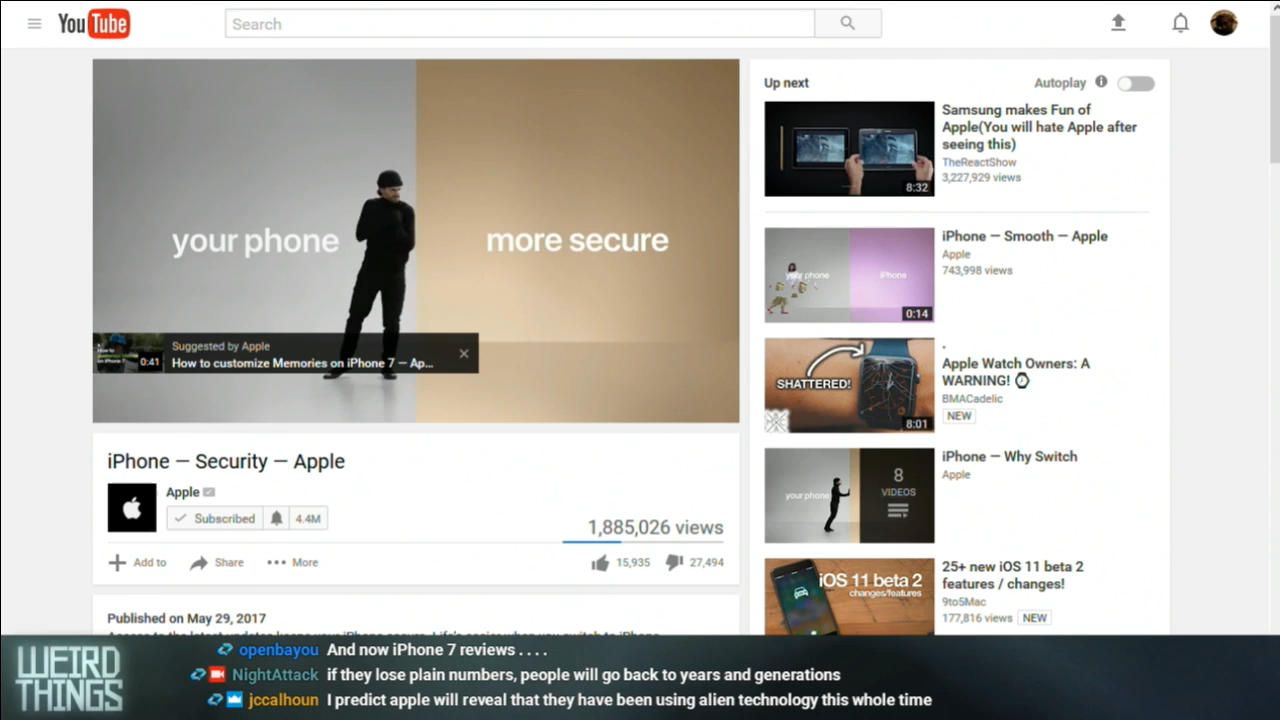 YouTube
Search
your phone
more secure
0:41
Suggested by Apple
How to customize Memories on iPhone 7 — Ap...
iPhone — Security — Apple
Apple
Subscribed
4.4M
1,885,026 views
Add to
Share
More
15,935
27,494
Published on May 29, 2017
Up next
Autoplay
8:32
Samsung makes Fun of
Apple(You will hate Apple after
seeing this)
TheReactShow
3,227,929 views
your phone
iPhone
0:14
iPhone — Smooth — Apple
Apple
743,998 views
SHATTERED!
8:01
Apple Watch Owners: A
WARNING!
BMACadelic
NEW
your phone
8
VIDEOS
iPhone — Why Switch
Apple
iOS 11 beta 2
changes/features
25+ new iOS 11 beta 2
features / changes!
9to5Mac
177,816 views NEW
WEIRD
THINGS
openbayou And now iPhone 7 reviews . . . .
NightAttack if they lose plain numbers, people will go back to years and generations
jccalhoun I predict apple will reveal that they have been using alien technology this whole time